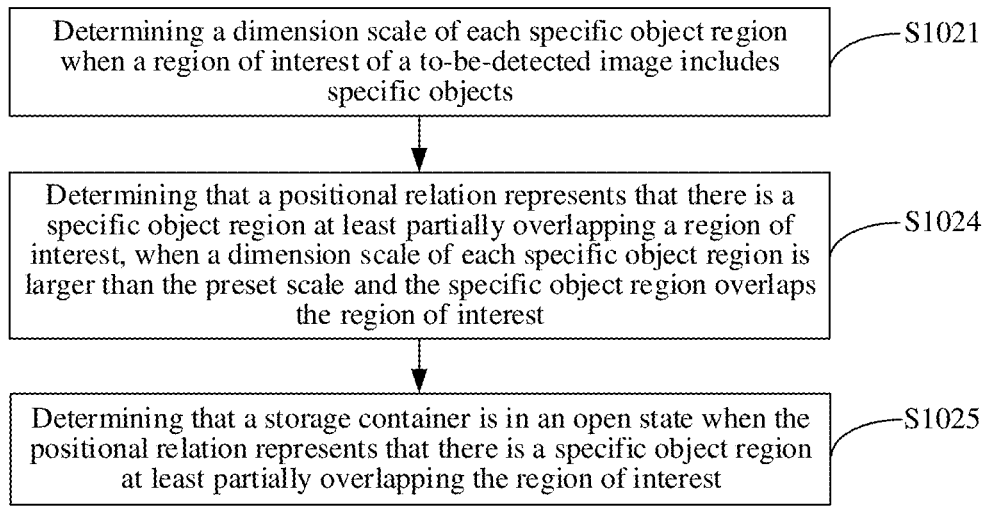 Determining a dimension scale of each specific object region
when a region of interest of a to-be-detected image includes
specific objects
S1021
Determining that a positional relation represents that there is a
specific object region at least partially overlapping a region of
interest, when a dimension scale of each specific object region is
larger than the preset scale and the specific object region overlaps
the region of interest
S1024
Determining that a storage container is in an open state when the
positional relation represents that there is a specific object region
at least partially overlapping the region of interest
S1025